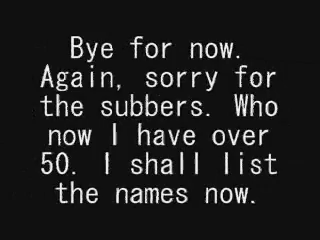 Bye for now.
Again, sorry for
the subbers. Who
now I have over
50. I shall list
the names now.